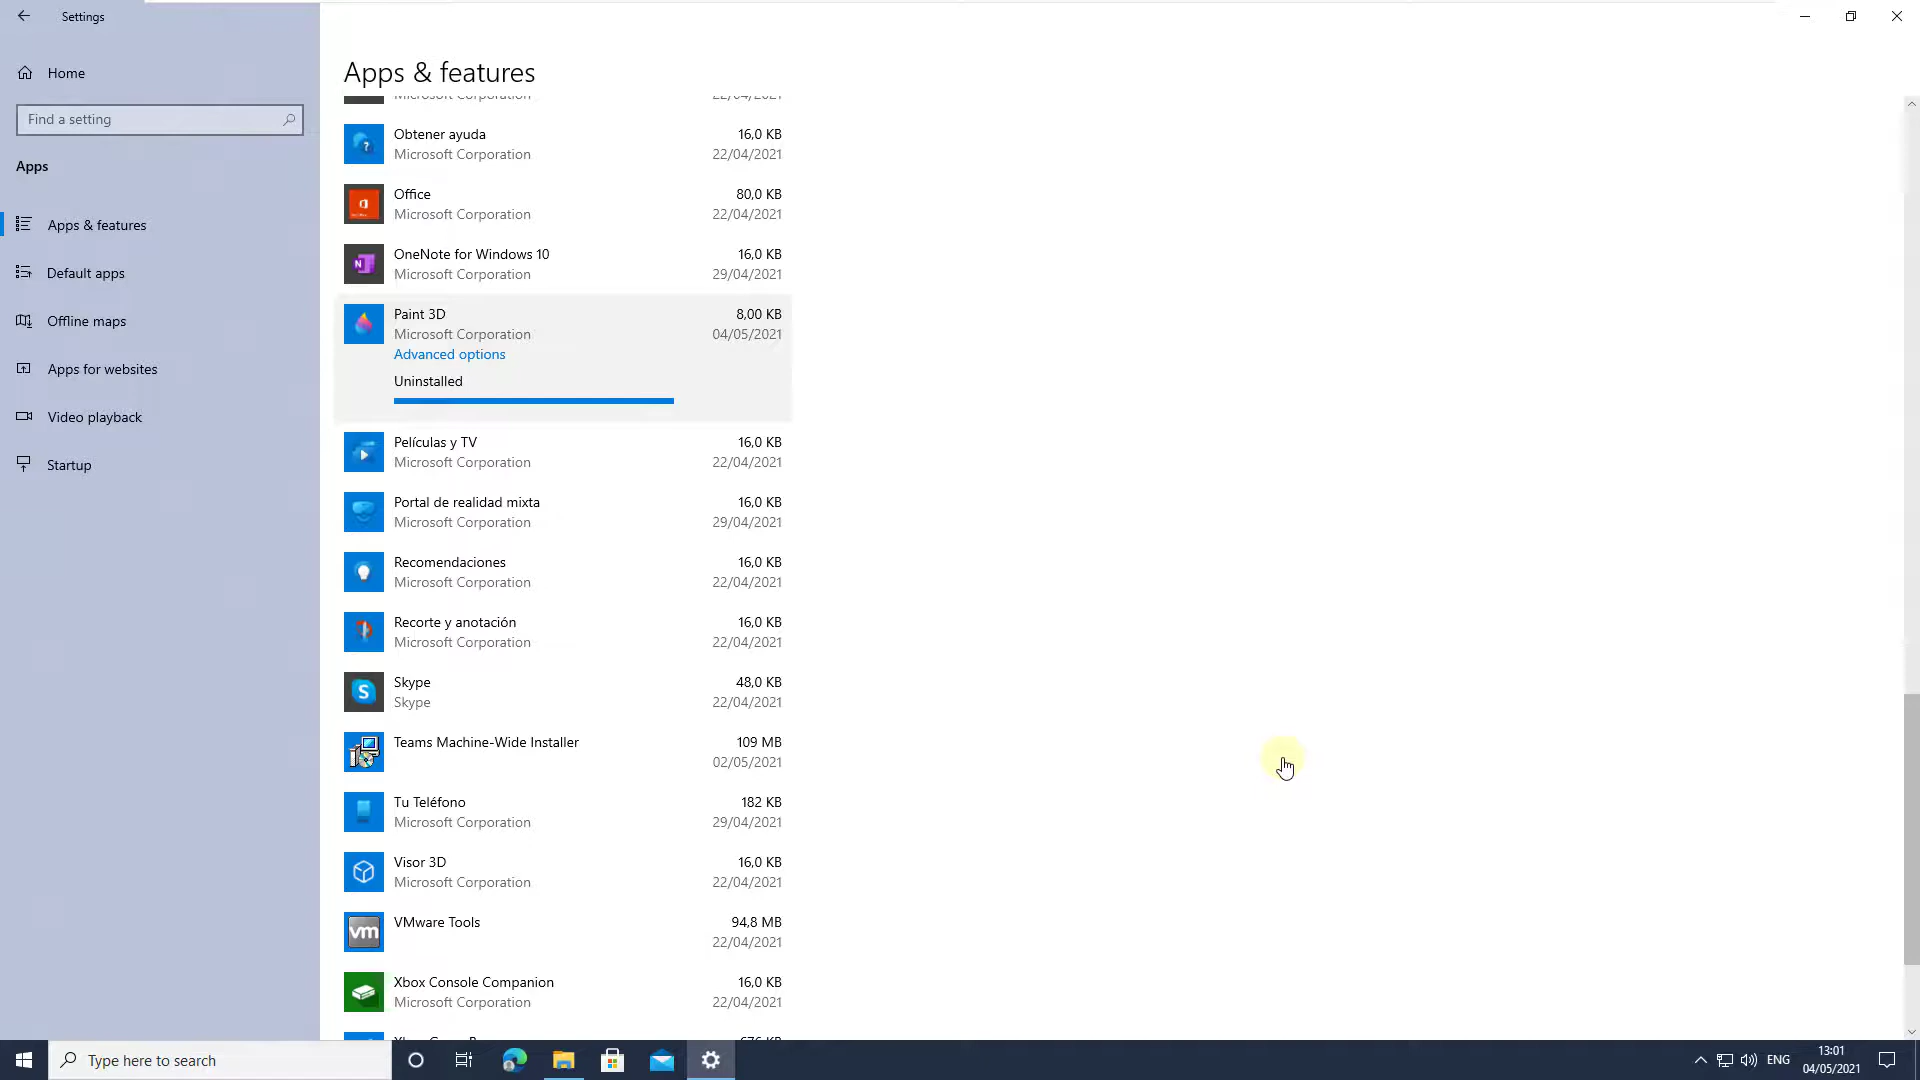 Settings
Home
Find a setting
Apps
Apps & features
Default apps
Offline maps
Apps for websites
Video playback
Startup
Apps & features
Microsoft Corporation 22/04/2021
Obtener ayuda 16,0 KB
Microsoft Corporation 22/04/2021
Office 80,0 KB
Microsoft Corporation 22/04/2021
OneNote for Windows 10 16,0 KB
Microsoft Corporation 29/04/2021
Paint 3D 8,00 KB
Microsoft Corporation 04/05/2021
Advanced options
Uninstalled
Películas y TV 16,0 KB
Microsoft Corporation 22/04/2021
Portal de realidad mixta 16,0 KB
Microsoft Corporation 29/04/2021
Recomendaciones 16,0 KB
Microsoft Corporation 22/04/2021
Recorte y anotación 16,0 KB
Microsoft Corporation 22/04/2021
Skype 48,0 KB
Skype 22/04/2021
Teams Machine-Wide Installer 109 MB
02/05/2021
Tu Teléfono 182 KB
Microsoft Corporation 29/04/2021
Visor 3D 16,0 KB
Microsoft Corporation 22/04/2021
VMware Tools 94,8 MB
22/04/2021
Xbox Console Companion 16,0 KB
Microsoft Corporation 22/04/2021
Type here to search
ENG
13:01
04/05/2021